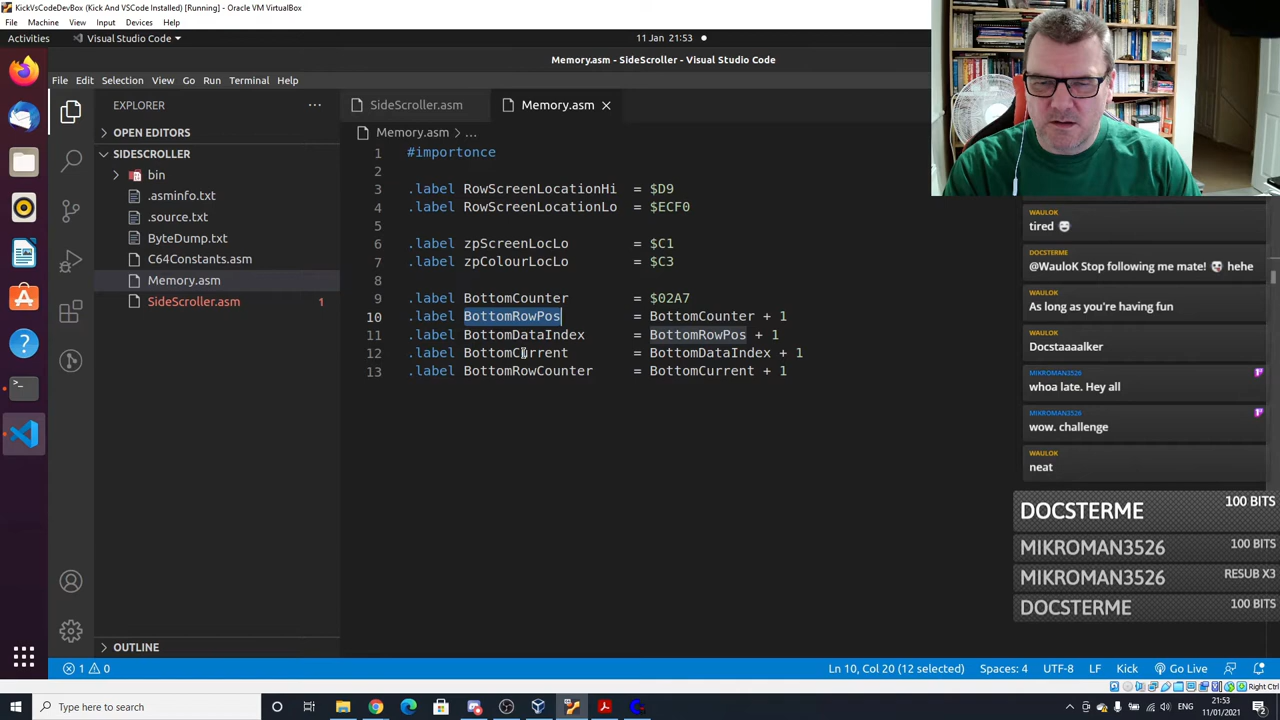 KickVsCodeDevBox (Kick And VSCode Installed) [Running] - Oracle VM VirtualBox
File Machine View Input Devices Help
Activities
Visual Studio Code
11 Jan 21:53
Memory.asm - SideScroller - Visual Studio Code
File Edit Selection View Go Run Terminal Help
EXPLORER
SideScroller.asm
Memory.asm
OPEN EDITORS
Memory.asm > ...
SIDESCROLLER
bin
.asminfo.txt
.source.txt
ByteDump.txt
C64Constants.asm
Memory.asm
SideScroller.asm 1
OUTLINE
1 #importonce
2
3 .label RowScreenLocationHi = $D9
4 .label RowScreenLocationLo = $ECF0
5
6 .label zpScreenLocLo = $C1
7 .label zpColourLocLo = $C3
8
9 .label BottomCounter = $02A7
10 .label BottomRowPos = BottomCounter + 1
11 .label BottomDataIndex = BottomRowPos + 1
12 .label BottomCurrent = BottomDataIndex + 1
13 .label BottomRowCounter = BottomCurrent + 1
WAULOK
tired
DOCSTERME
@WauloK Stop following me mate! hehe
WAULOK
As long as you're having fun
WAULOK
Docstaaaalker
MIKROMAN3526
whoa late. Hey all
MIKROMAN3526
wow. challenge
WAULOK
neat
DOCSTERME 100 BITS
MIKROMAN3526 100 BITS
MIKROMAN3526 RESUB X3
DOCSTERME 100 BITS
1 0
Ln 10, Col 20 (12 selected)
Spaces: 4
UTF-8
LF
Kick
Go Live
Right Ctrl
Type here to search
21:53
11/01/2021